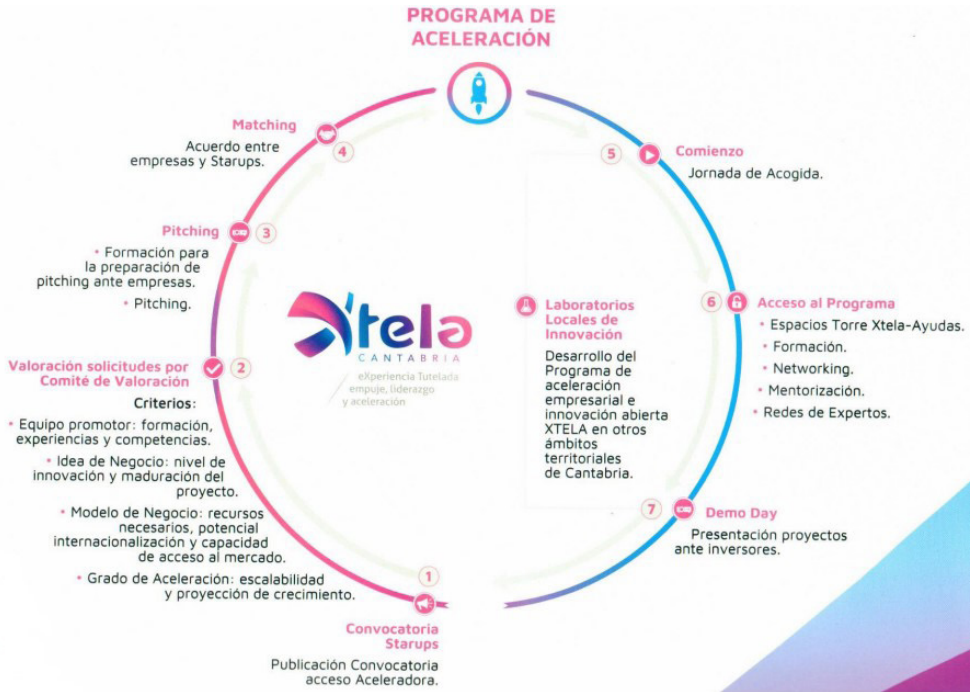 PROGRAMA DE
ACELERACIÓN
Matching
Acuerdo entre
empresas y Startups.
4
Pitching
3
• Formación para
la preparación de
pitching ante empresas.
• Pitching.
Valoración solicitudes por
Comité de Valoración
2
Criterios:
• Equipo promotor: formación,
experiencias y competencias.
• Idea de Negocio: nivel de
innovación y maduración del
proyecto.
• Modelo de Negocio: recursos
necesarios, potencial
internacionalización y capacidad
de acceso al mercado.
• Grado de Aceleración: escalabilidad
y proyección de crecimiento.
1
Convocatoria
Startups
Publicación Convocatoria
acceso Aceleradora.
Xtela
CANTABRIA
eXperiencia Tutelada
empuje, liderazgo
y aceleración
Laboratorios
Locales de
Innovación
Desarrollo del
Programa de
aceleración
empresarial e
innovación abierta
XTELA en otros
ámbitos
territoriales
de Cantabria.
5
Comienzo
Jornada de Acogida.
6
Acceso al Programa
• Espacios Torre Xtela-Ayudas.
• Formación.
• Networking.
• Mentorización.
• Redes de Expertos.
7
Demo Day
Presentación proyectos
ante inversores.